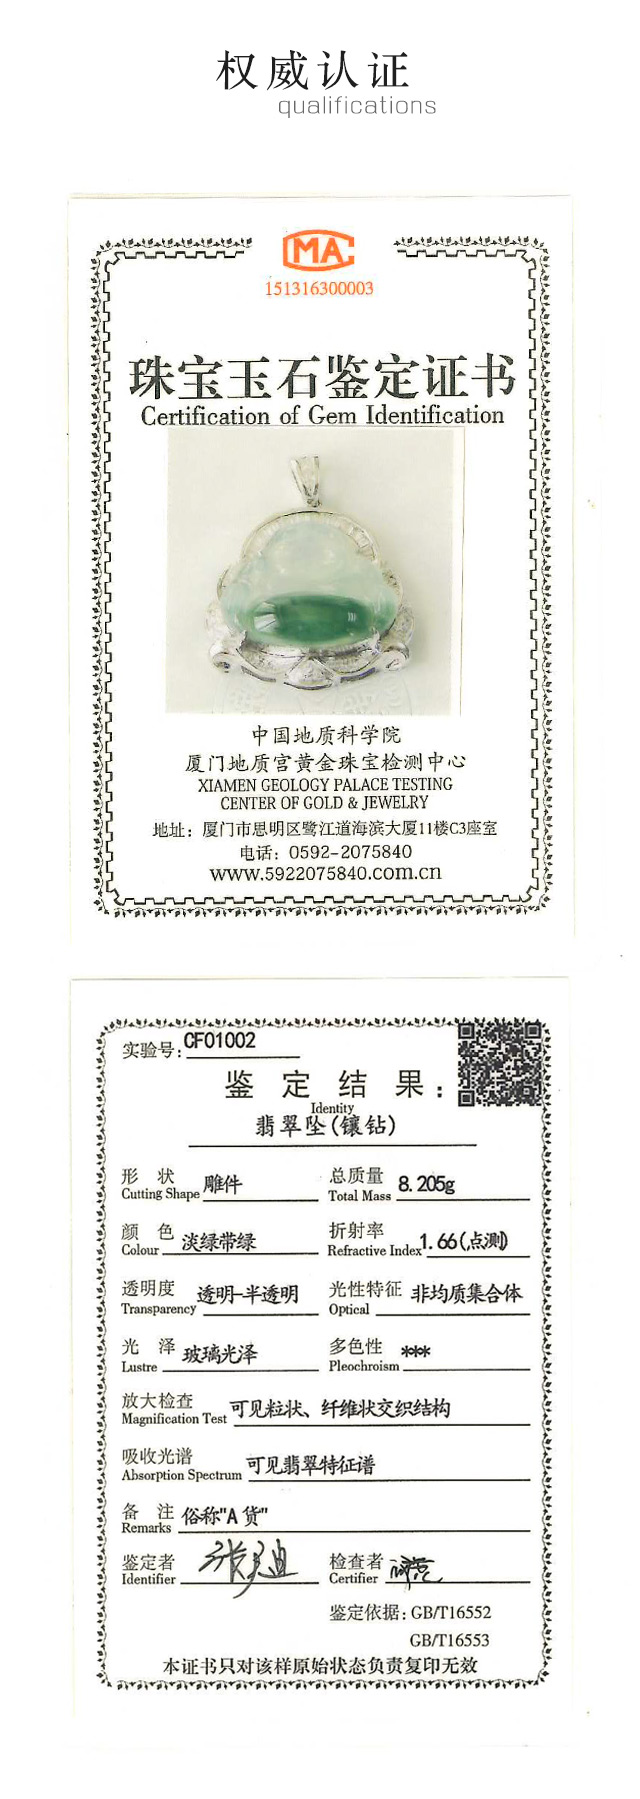 权威认证
qualifications
CMA
151316300003
珠宝玉石鉴定证书
Certification of Gem Identification
中国地质科学院
厦门地质宫黄金珠宝检测中心
XIAMEN GEOLOGY PALACE TESTING
CENTER OF GOLD & JEWELRY
地址：厦门市思明区鹭江道海滨大厦11楼C3座室
电话：0592-2075840
www.5922075840.com.cn
实验号: CF01002
鉴 定 结 果：
Identity
翡翠坠(镶钻)
形 状 雕件 总质量 8.205g
Cutting Shape Total Mass
颜 色 淡绿带绿 折射率 1.66(点测)
Colour Refractive Index
透明度 透明-半透明 光性特征 非均质集合体
Transparency Optical
光 泽 玻璃光泽 多色性 ***
Lustre Pleochroism
放大检查 可见粒状、纤维状交织结构
Magnification Test
吸收光谱 可见翡翠特征谱
Absorption Spectrum
备 注 俗称"A 货"
Remarks
鉴定者 检查者
Identifier Certifier
鉴定依据: GB/T16552
GB/T16553
本证书只对该样原始状态负责复印无效